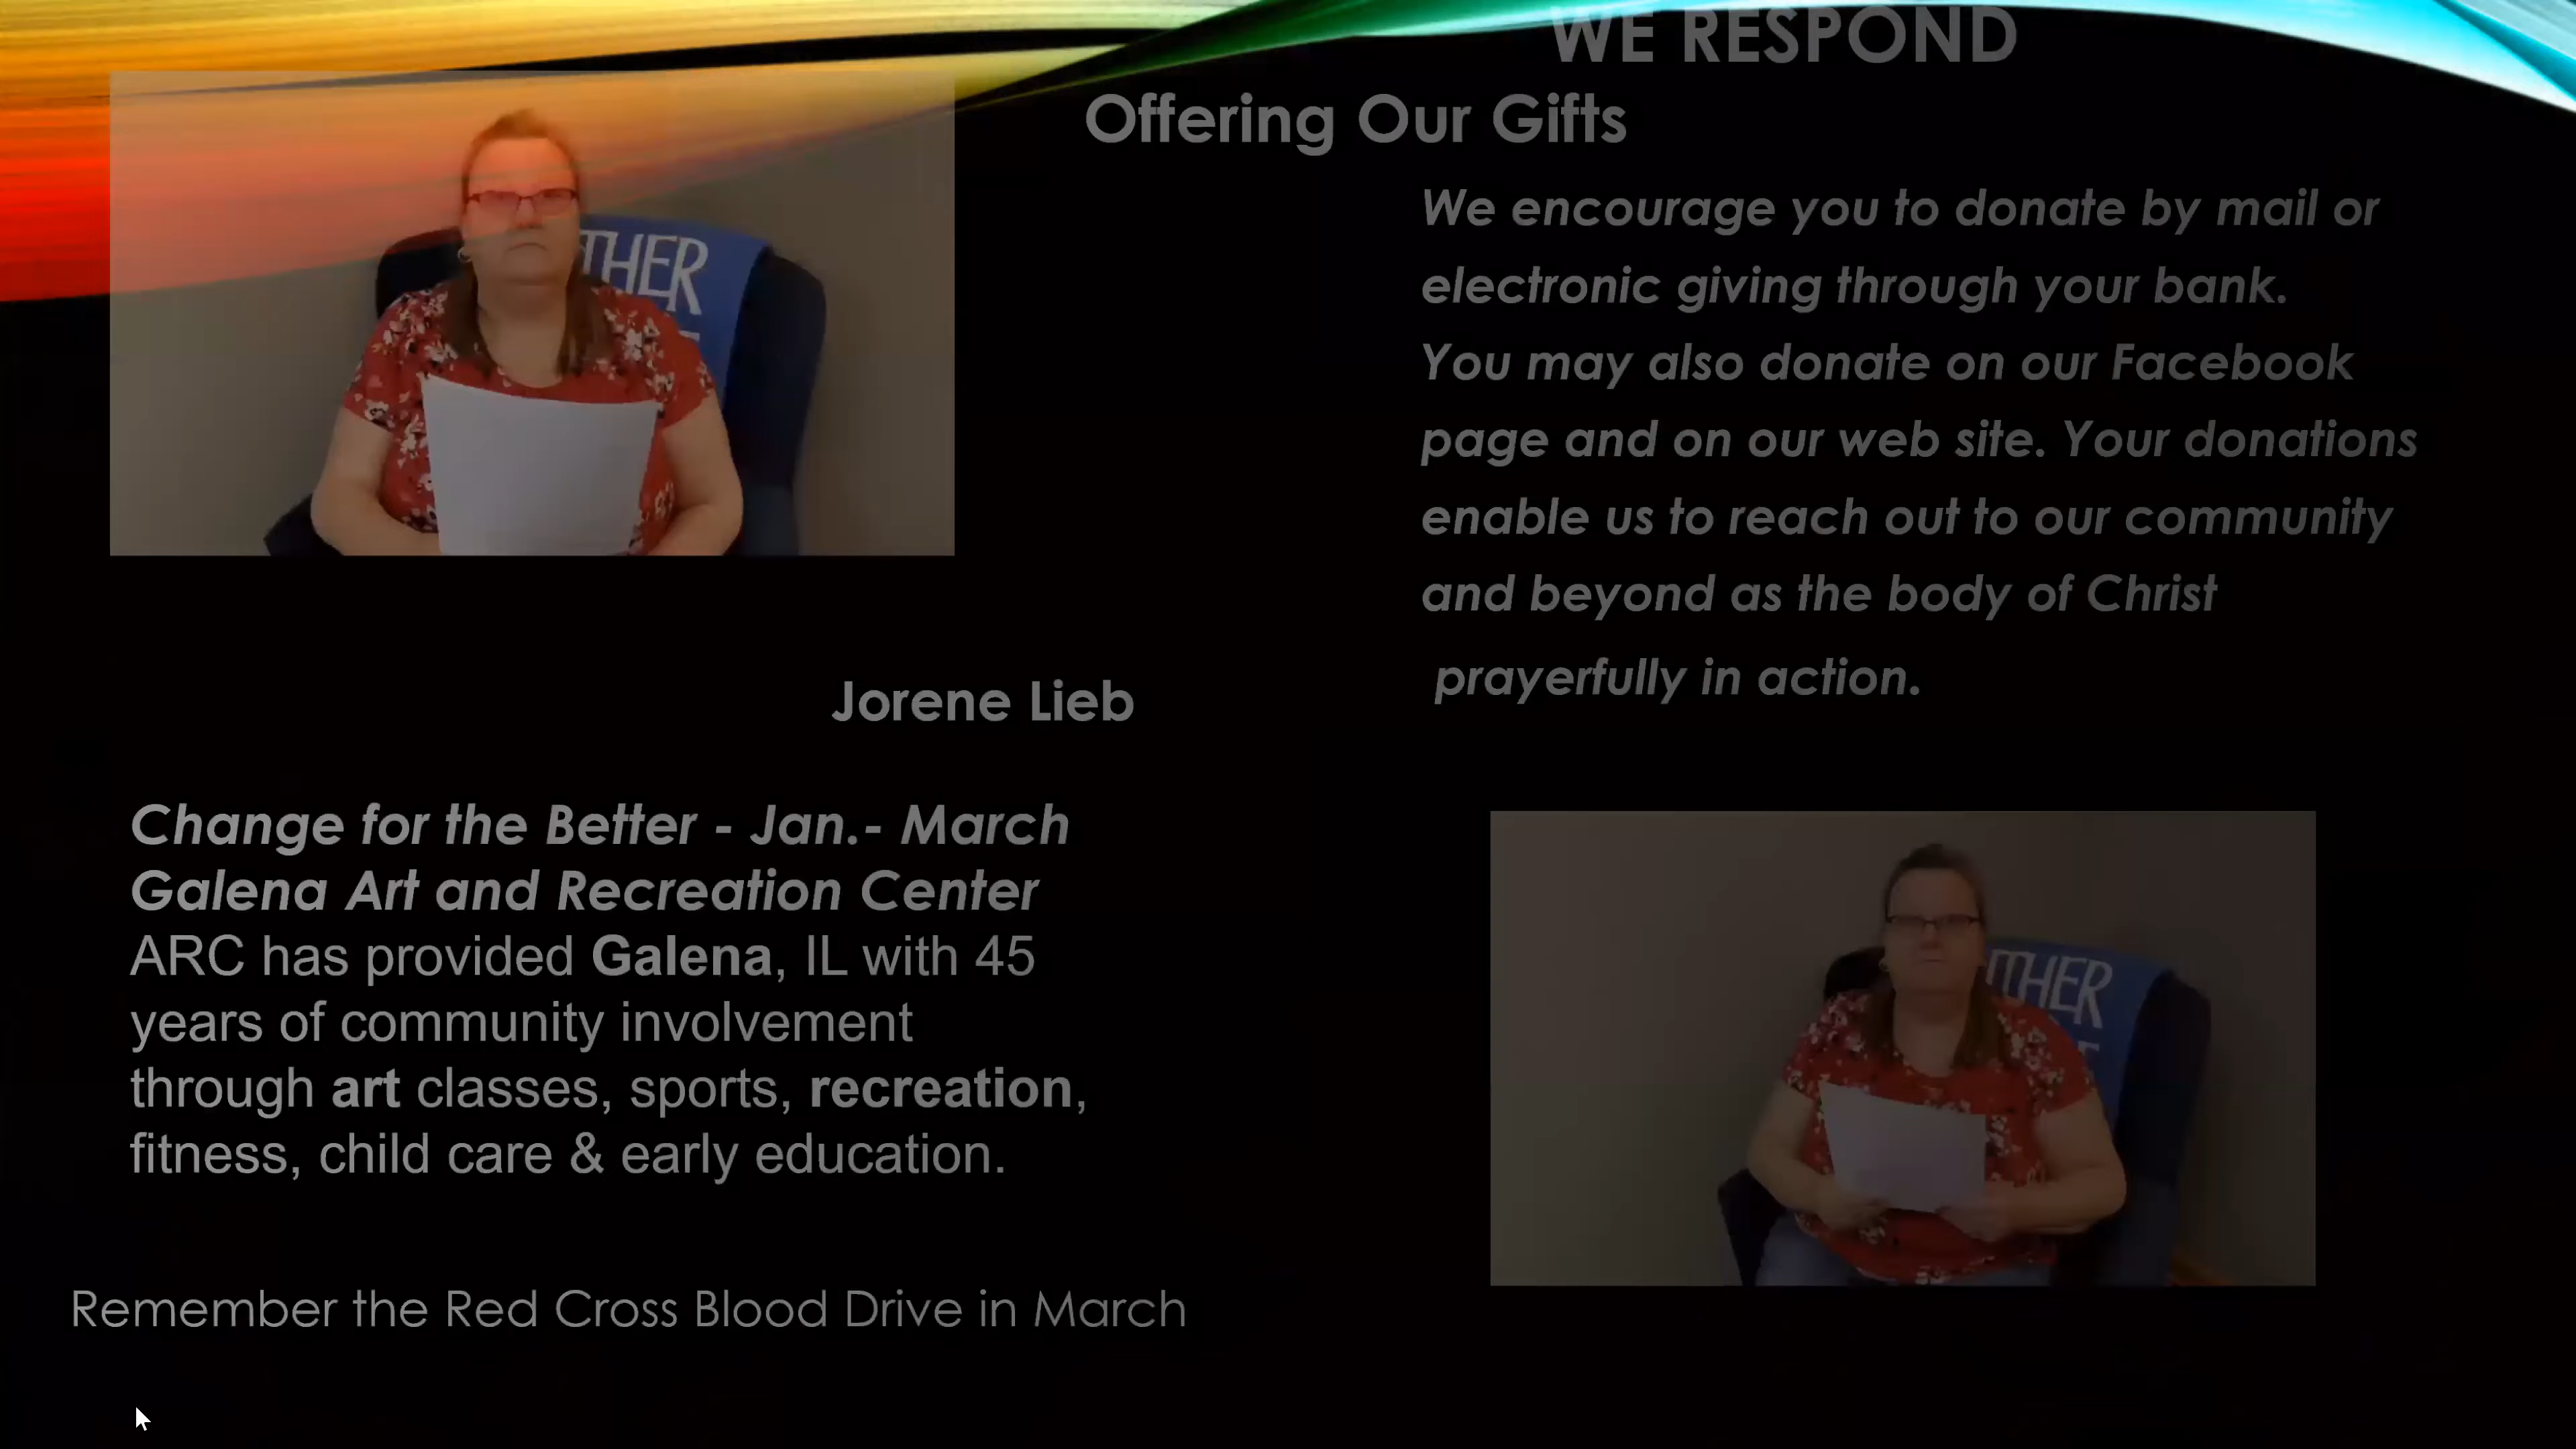 WE RESPOND
Offering Our Gifts
We encourage you to donate by mail or
electronic giving through your bank.
You may also donate on our Facebook
page and on our web site. Your donations
enable us to reach out to our community
and beyond as the body of Christ
prayerfully in action.
THER
Jorene Lieb
Change for the Better - Jan.- March
Galena Art and Recreation Center
ARC has provided Galena, IL with 45
years of community involvement
through art classes, sports, recreation,
fitness, child care & early education.
Remember the Red Cross Blood Drive in March
THER